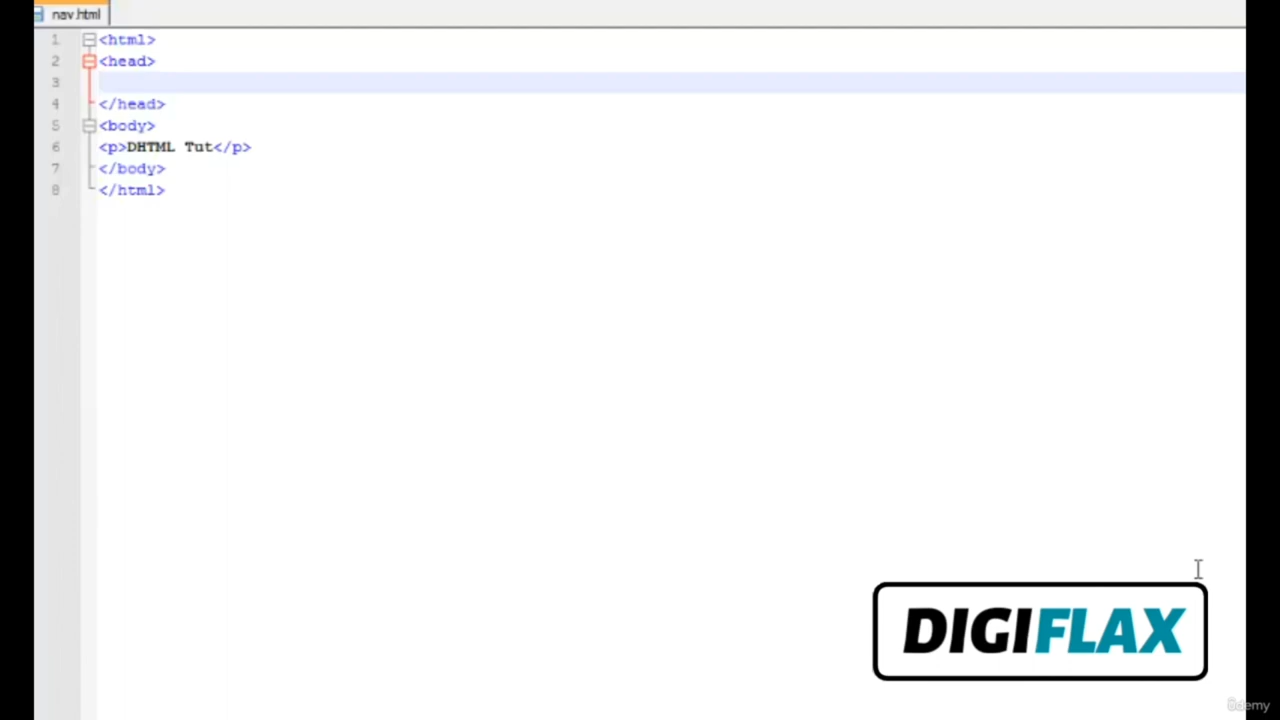 nav.html
1 <html>
2 <head>
3
4 </head>
5 <body>
6 <p>DHTML Tut</p>
7 </body>
8 </html>
DIGIFLAX
ûdemy